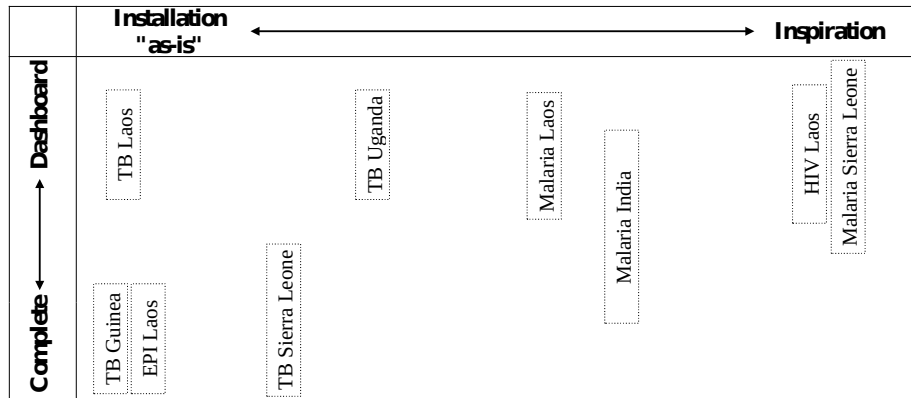 Installation
"as-is"
Inspiration
Dashboard
Complete
TB Laos
TB Uganda
Malaria Laos
Malaria India
HIV Laos
Malaria Sierra Leone
TB Guinea
EPI Laos
TB Sierra Leone